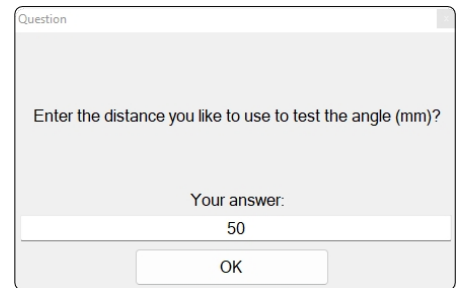 Question
Enter the distance you like to use to test the angle (mm)?
Your answer:
50
OK